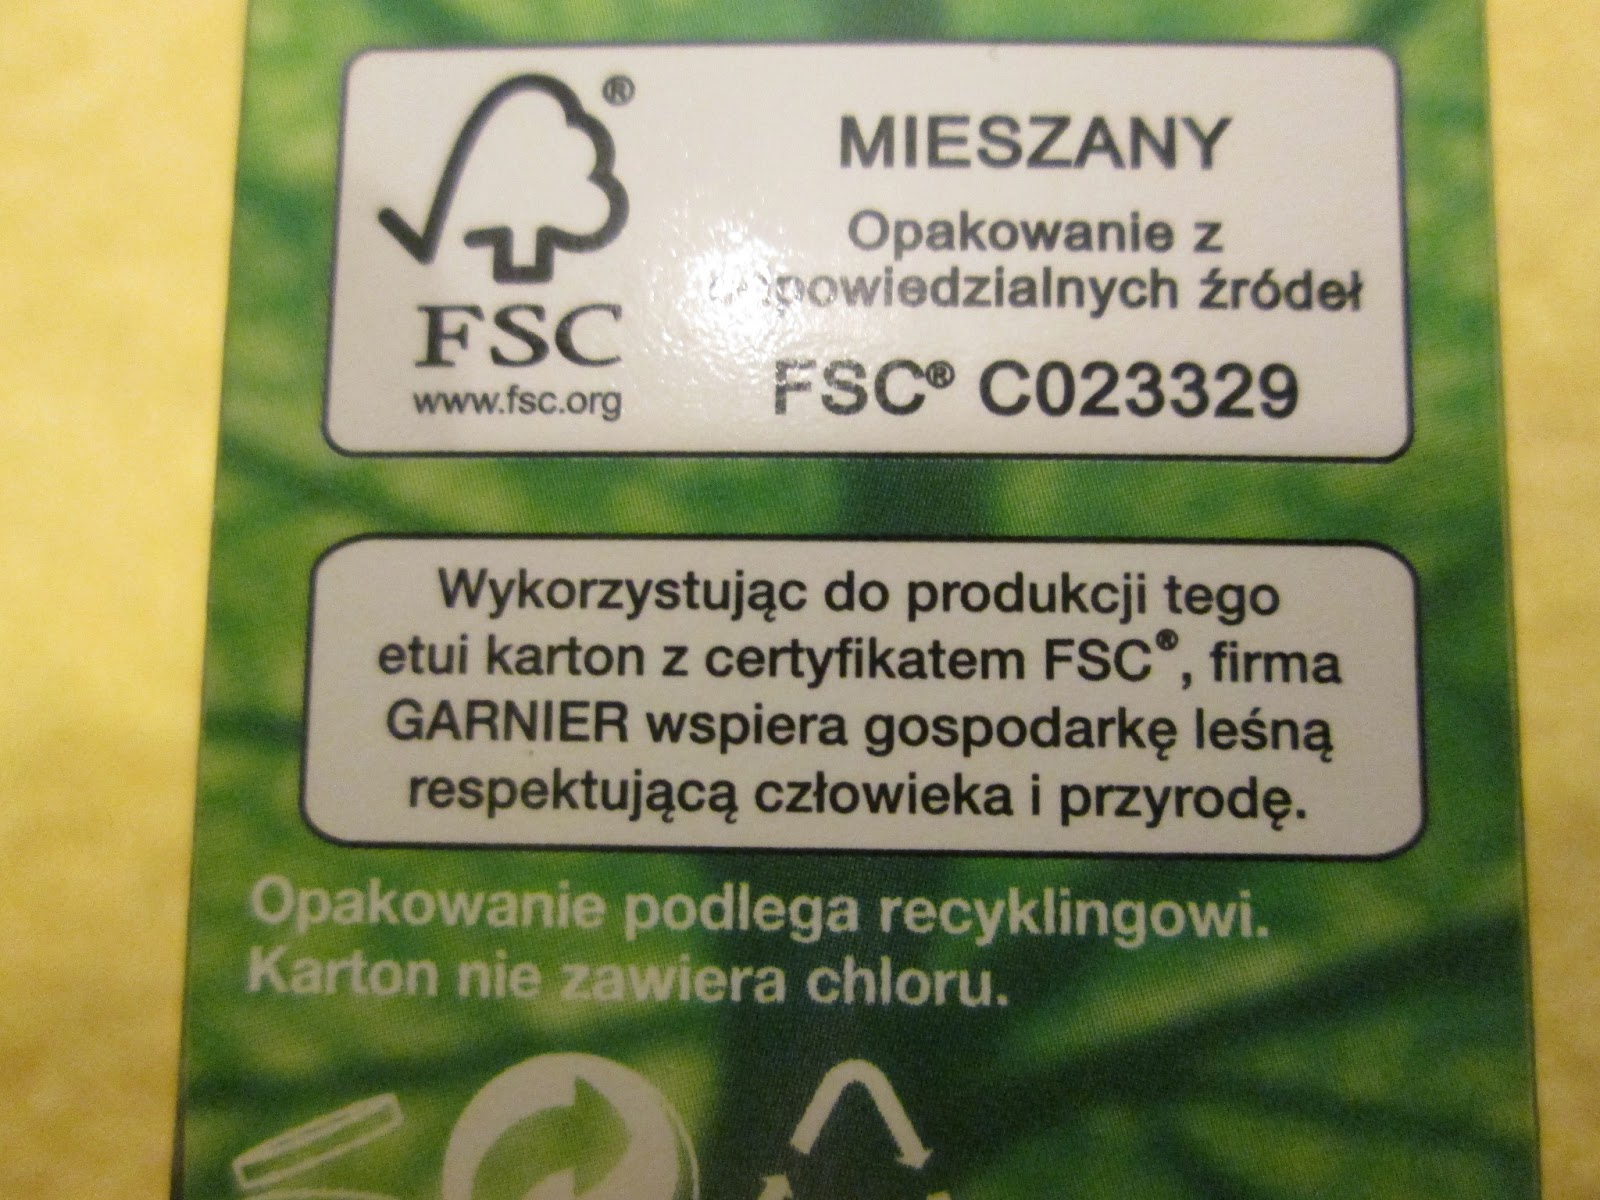 ®
MIESZANY
Opakowanie z
odpowiedzialnych źródeł
FSC
www.fsc.org
FSC® C023329
Wykorzystując do produkcji tego
etui karton z certyfikatem FSC®, firma
GARNIER wspiera gospodarkę leśną
respektującą człowieka i przyrodę.
Opakowanie podlega recyklingowi.
Karton nie zawiera chloru.